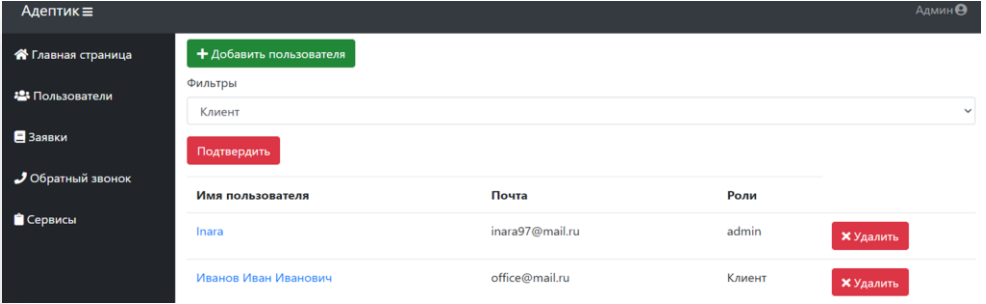 Адептик
Админ
Главная страница
Пользователи
Заявки
Обратный звонок
Сервисы
Добавить пользователя
Фильтры
Клиент
Подтвердить
Имя пользователя Почта Роли
Inara inara97@mail.ru admin Удалить
Иванов Иван Иванович office@mail.ru Клиент Удалить